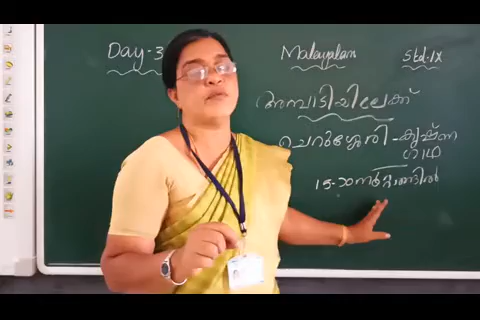 Day-3 Malayalam Std-IX
അമ്പാടിയിലേക്ക്
ചെറുശ്ശേരി - കൃഷ്ണ
ഗാഥ
15-ാം നൂറ്റാണ്ടിൽ